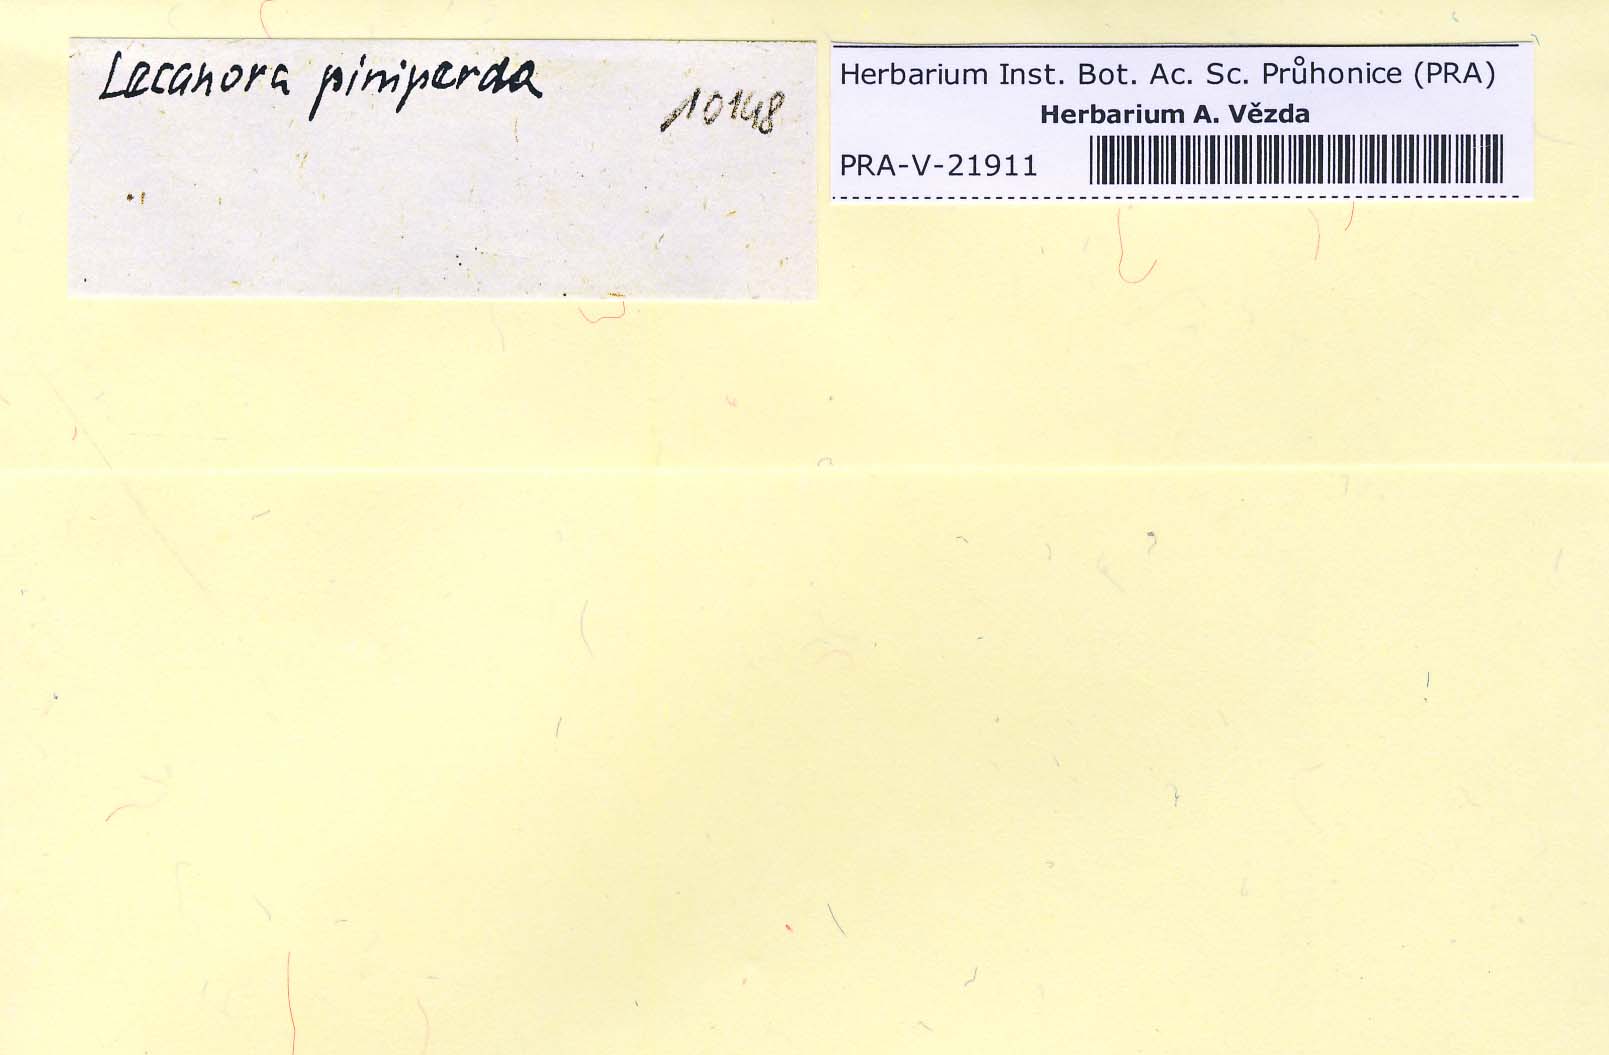 Lecanora piniperda
10148
Herbarium Inst. Bot. Ac. Sc. Průhonice (PRA)
Herbarium A. Vězda
PRA-V-21911